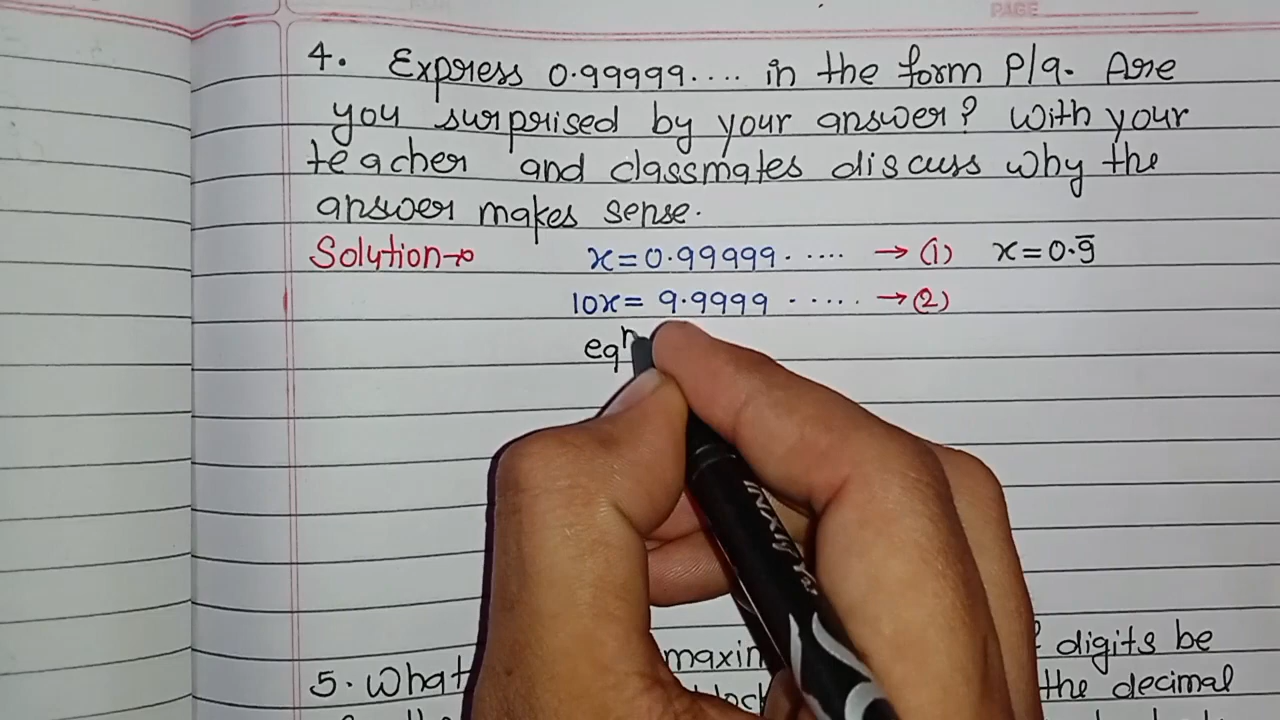 PAGE
4. Express 0.99999.... in the form P/q. Are
you surprised by your answer? With your
teacher and classmates discuss why the
answer makes sense.
Solution→ x=0.99999..... →(1) x=0.9̅
10x= 9.9999...... →(2)
eqn
5. What maxim digits be
the decimal